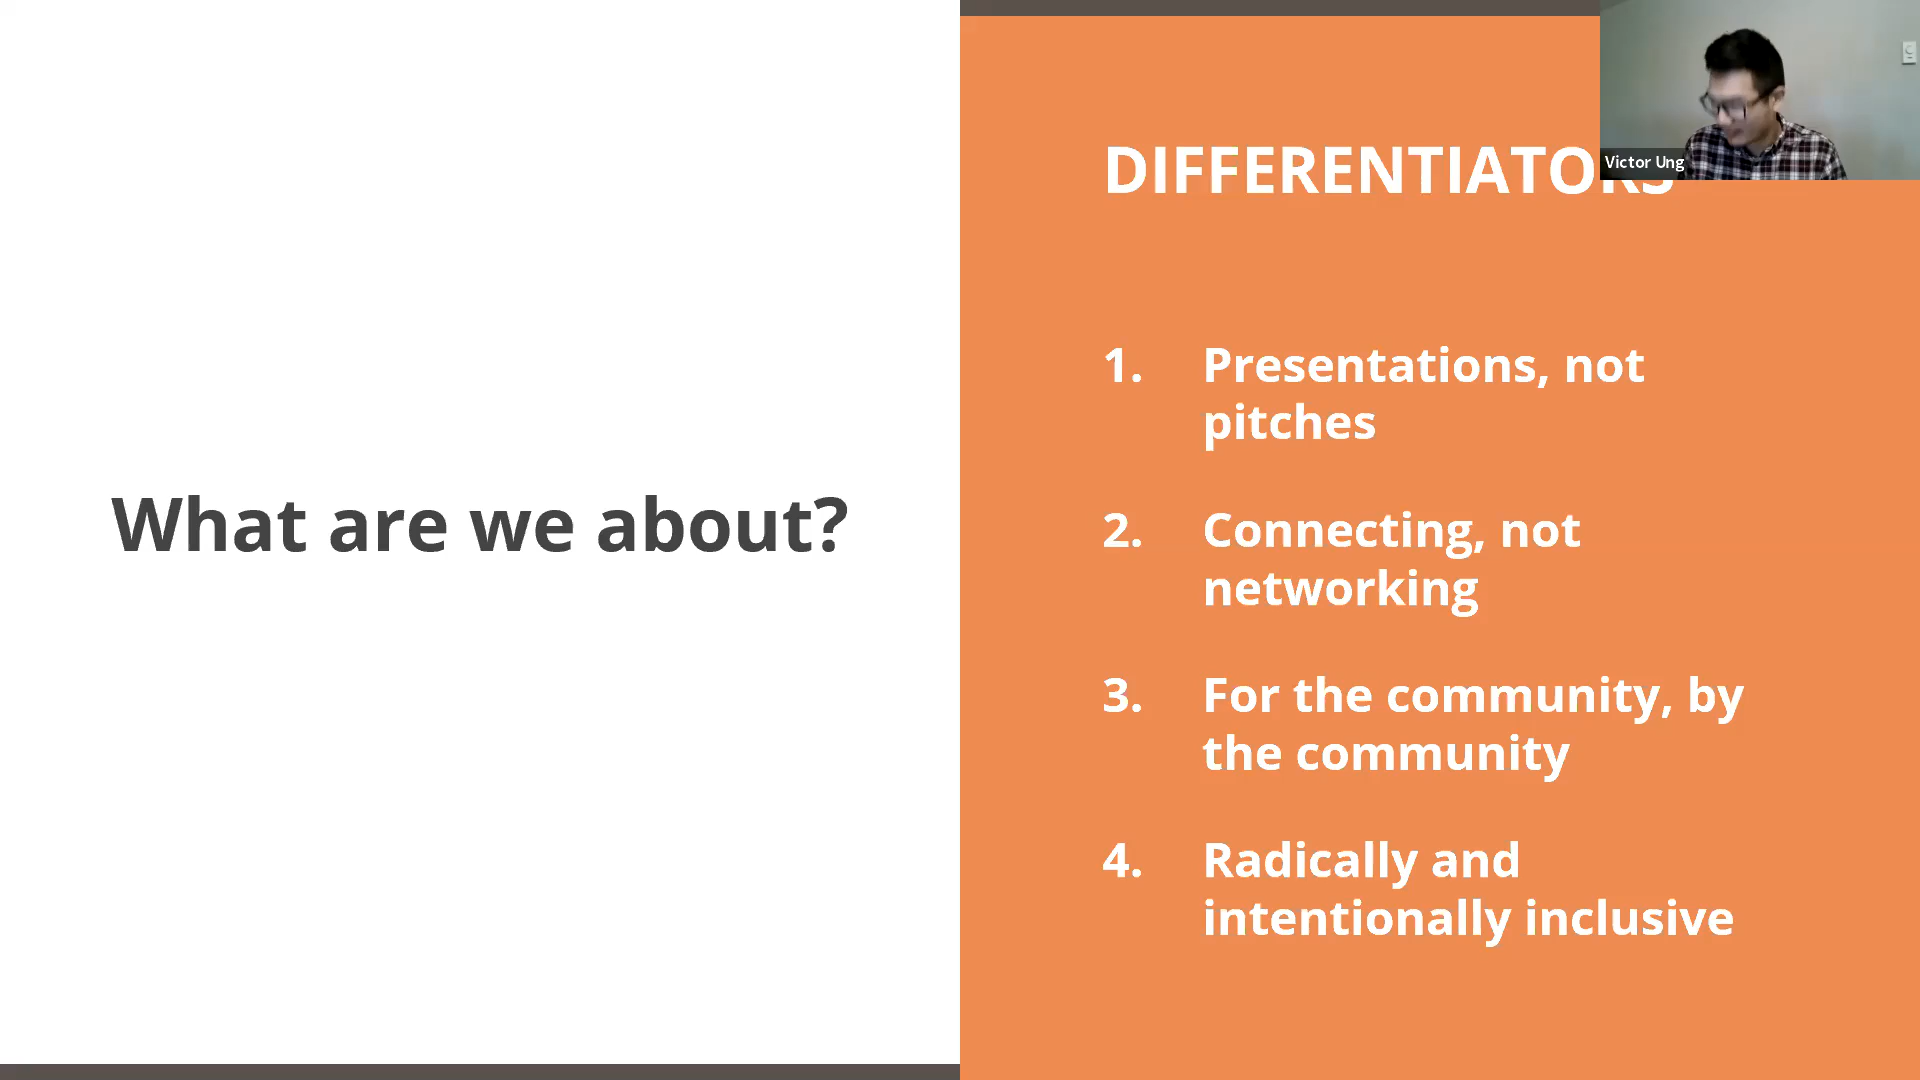 What are we about?
DIFFERENTIATORS
Victor Ung
1. Presentations, not
pitches
2. Connecting, not
networking
3. For the community, by
the community
4. Radically and
intentionally inclusive